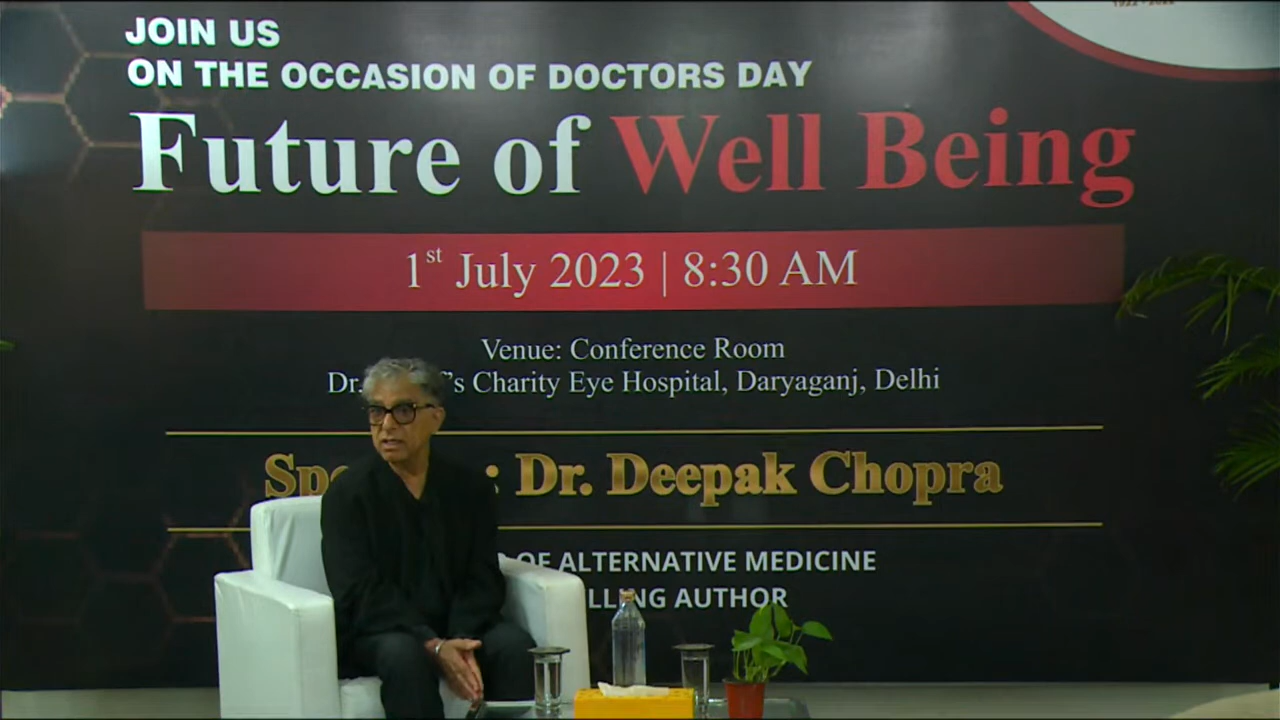 JOIN US
ON THE OCCASION OF DOCTORS DAY
Future of Well Being
1st July 2023 | 8:30 AM
Venue: Conference Room
Dr. 's Charity Eye Hospital, Daryaganj, Delhi
: Dr. Deepak Chopra
OF ALTERNATIVE MEDICINE
AUTHOR